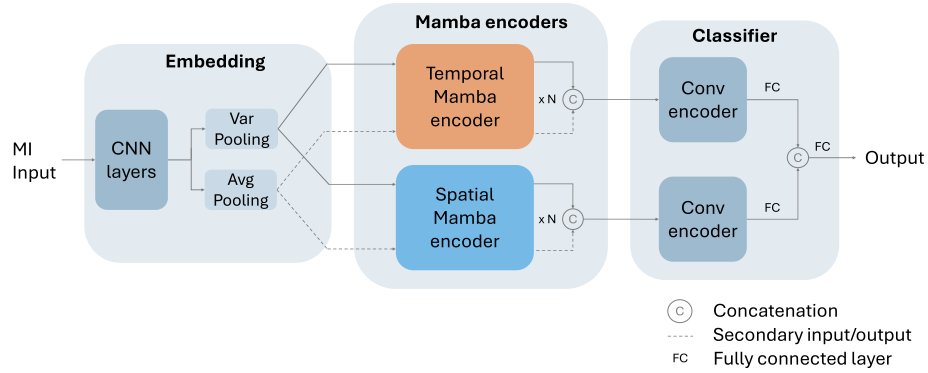 Mamba encoders
Embedding
Classifier
MI
Input
CNN
layers
Var
Pooling
Avg
Pooling
Temporal
Mamba
encoder
x N
C
Spatial
Mamba
encoder
x N
C
Conv
encoder
FC
Conv
encoder
FC
C
FC
Output
C Concatenation
Secondary input/output
FC Fully connected layer